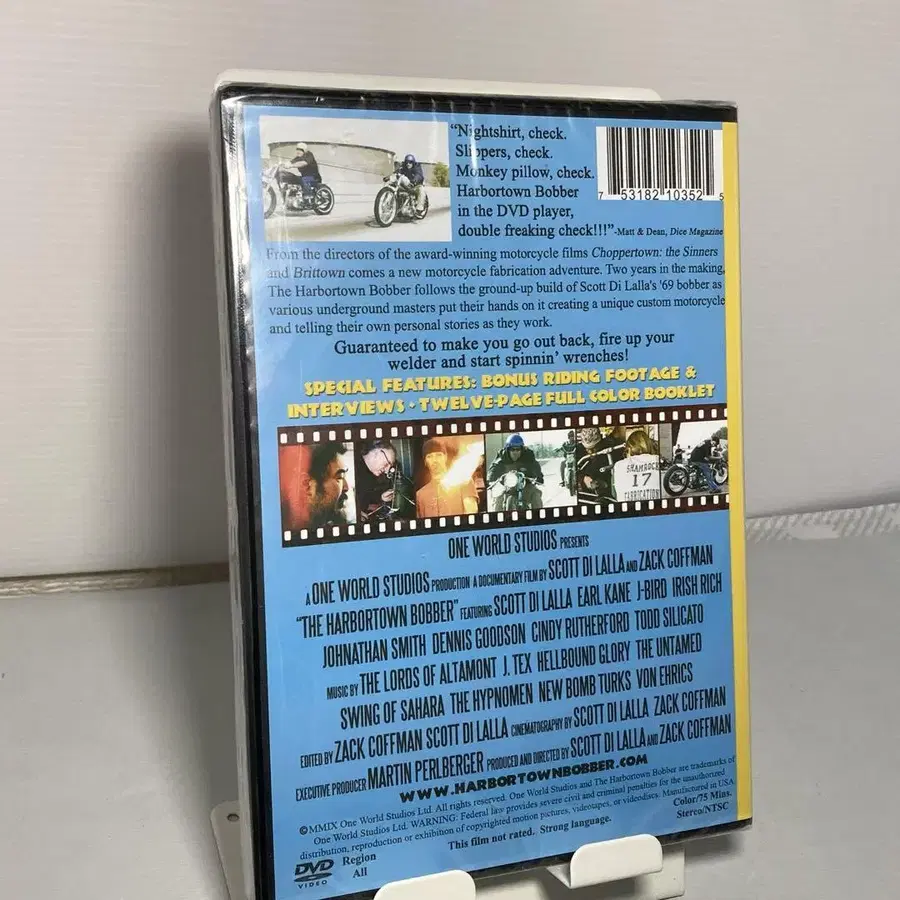 “Nightshirt, check.
Slippers, check.
Monkey pillow, check.
Harbortown Bobber
in the DVD player,
double freaking check!!!” -Matt & Dean, Dice Magazine
7 53182 10352 5
From the directors of the award-winning motorcycle films Choppertown: the Sinners
and Brittown comes a new motorcycle fabrication adventure. Two years in the making,
The Harbortown Bobber follows the ground-up build of Scott Di Lalla's '69 bobber as
various underground masters put their hands on it creating a unique custom motorcycle
and telling their own personal stories as they work.
Guaranteed to make you go out back, fire up your
welder and start spinnin’ wrenches!
SPECIAL FEATURES: BONUS RIDING FOOTAGE &
INTERVIEWS • TWELVE-PAGE FULL COLOR BOOKLET
SHAMROCK
17
FABRICATION
ONE WORLD STUDIOS PRESENTS
A ONE WORLD STUDIOS PRODUCTION A DOCUMENTARY FILM BY SCOTT DI LALLA AND ZACK COFFMAN
“THE HARBORTOWN BOBBER” FEATURING SCOTT DI LALLA EARL KANE J-BIRD IRISH RICH
JOHNATHAN SMITH DENNIS GOODSON CINDY RUTHERFORD TODD SILICATO
MUSIC BY THE LORDS OF ALTAMONT J. TEX HELLBOUND GLORY THE UNTAMED
SWING OF SAHARA THE HYPNOMEN NEW BOMB TURKS VON EHRICS
EDITED BY ZACK COFFMAN SCOTT DI LALLA CINEMATOGRAPHY BY SCOTT DI LALLA ZACK COFFMAN
EXECUTIVE PRODUCER MARTIN PERLBERGER PRODUCED AND DIRECTED BY SCOTT DI LALLA AND ZACK COFFMAN
WWW.HARBORTOWNBOBBER.COM
©MMIX One World Studios Ltd. All rights reserved. One World Studios and The Harbortown Bobber are trademarks of
One World Studios Ltd. WARNING: Federal law provides severe civil and criminal penalties for the unauthorized
distribution, reproduction or exhibition of copyrighted motion pictures, videotapes, or videodiscs. Manufactured in USA
This film not rated. Strong language.
Color/75 Mins.
Stereo/NTSC
DVD
VIDEO
Region
All